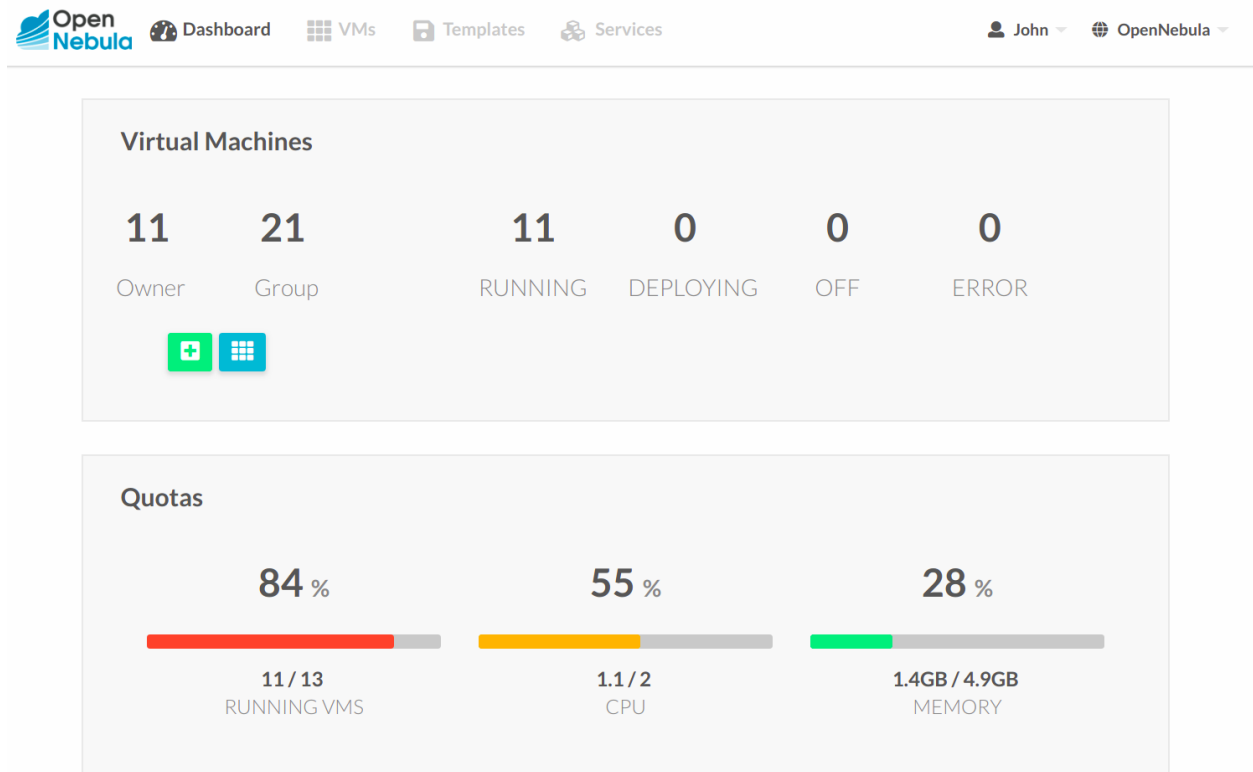 Open Nebula
Dashboard VMs Templates Services John OpenNebula
Virtual Machines
11 21 11 0 0 0
Owner Group RUNNING DEPLOYING OFF ERROR
Quotas
84 % 55 % 28 %
11 / 13 1.1 / 2 1.4GB / 4.9GB
RUNNING VMS CPU MEMORY